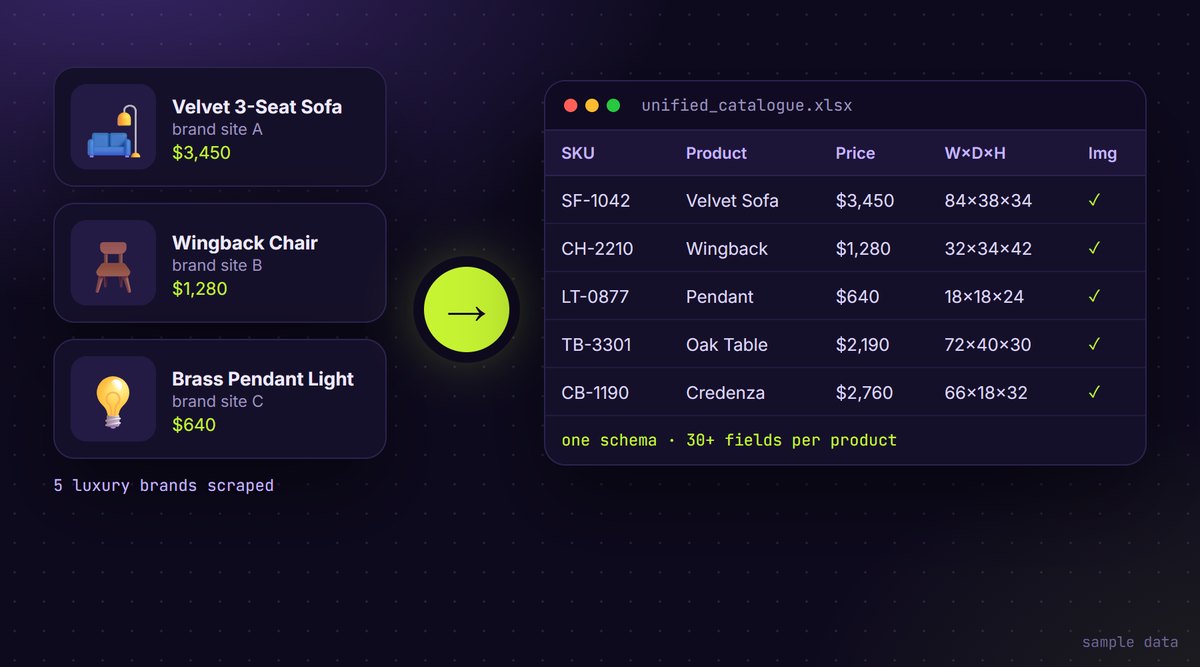 Velvet 3-Seat Sofa
brand site A
$3,450
Wingback Chair
brand site B
$1,280
Brass Pendant Light
brand site C
$640
5 luxury brands scraped
→
unified_catalogue.xlsx
SKU Product Price W×D×H Img
SF-1042 Velvet Sofa $3,450 84×38×34 ✓
CH-2210 Wingback $1,280 32×34×42 ✓
LT-0877 Pendant $640 18×18×24 ✓
TB-3301 Oak Table $2,190 72×40×30 ✓
CB-1190 Credenza $2,760 66×18×32 ✓
one schema · 30+ fields per product
sample data